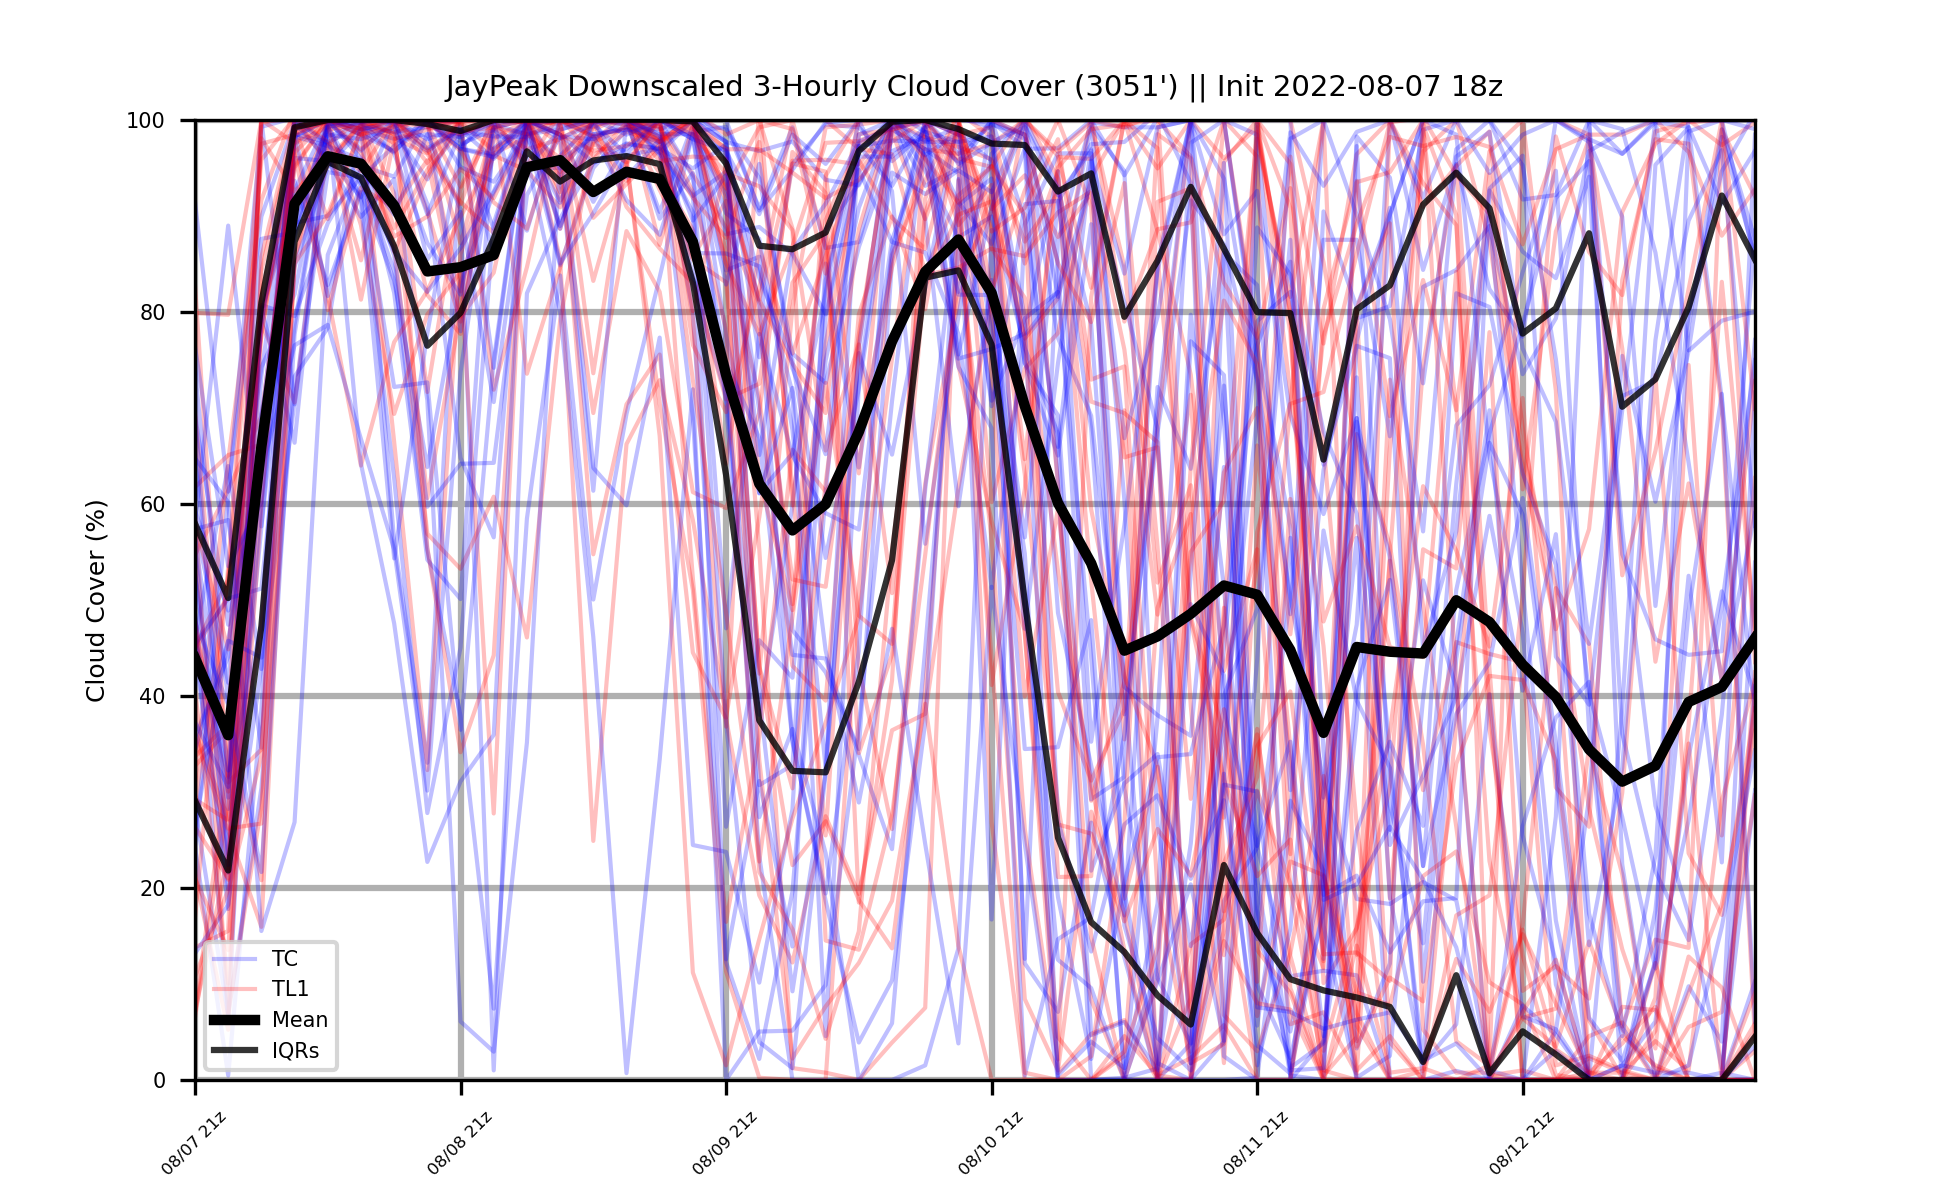 JayPeak Downscaled 3-Hourly Cloud Cover (3051') || Init 2022-08-07 18z
Cloud Cover (%)
100
80
60
40
20
0
TC
TL1
Mean
IQRs
08/07 21z
08/08 21z
08/09 21z
08/10 21z
08/11 21z
08/12 21z